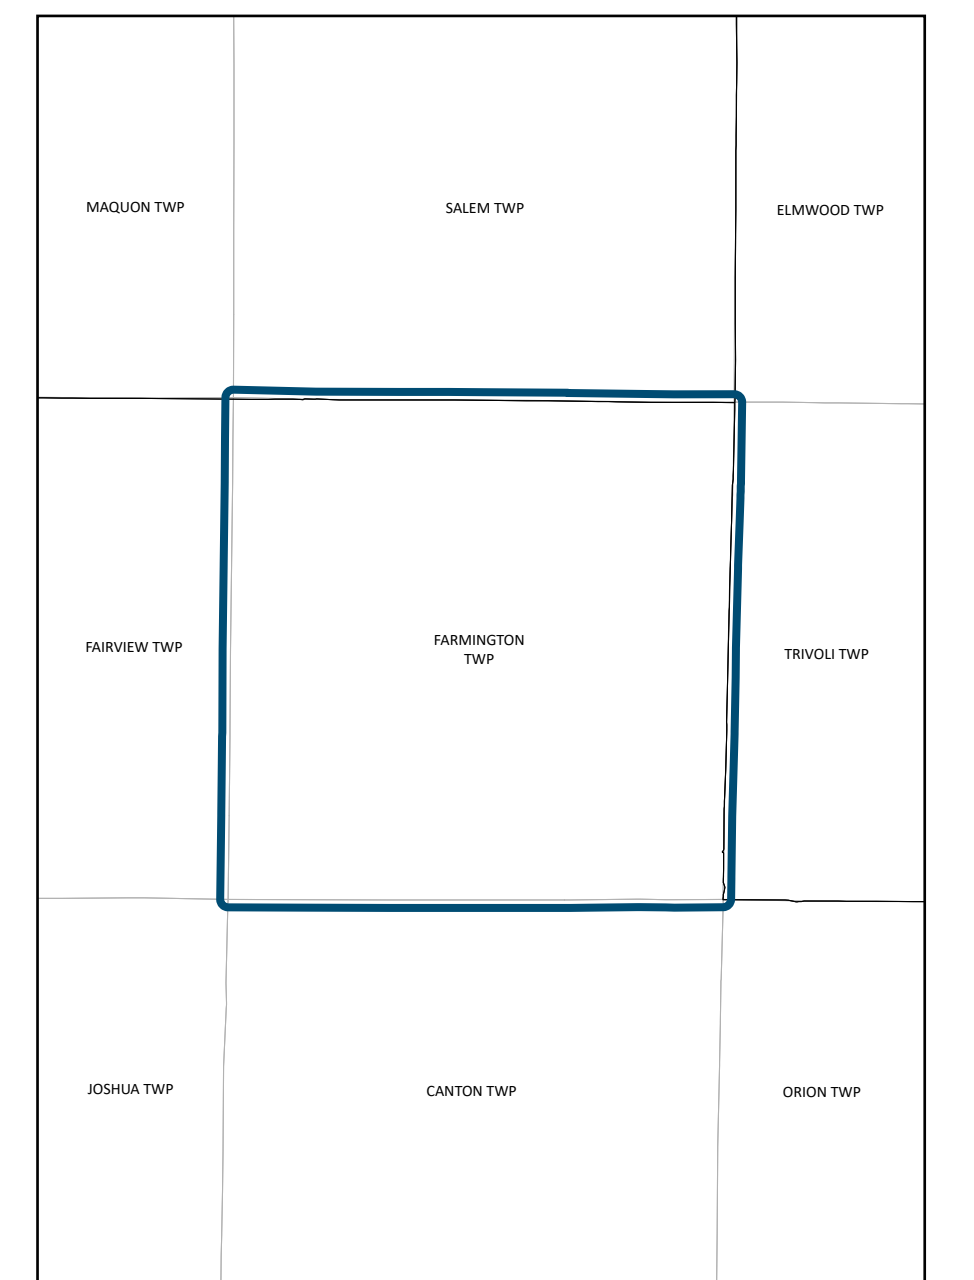 MAQUON TWP
SALEM TWP
ELMWOOD TWP
FAIRVIEW TWP
FARMINGTON
TWP
TRIVOLI TWP
JOSHUA TWP
CANTON TWP
ORION TWP